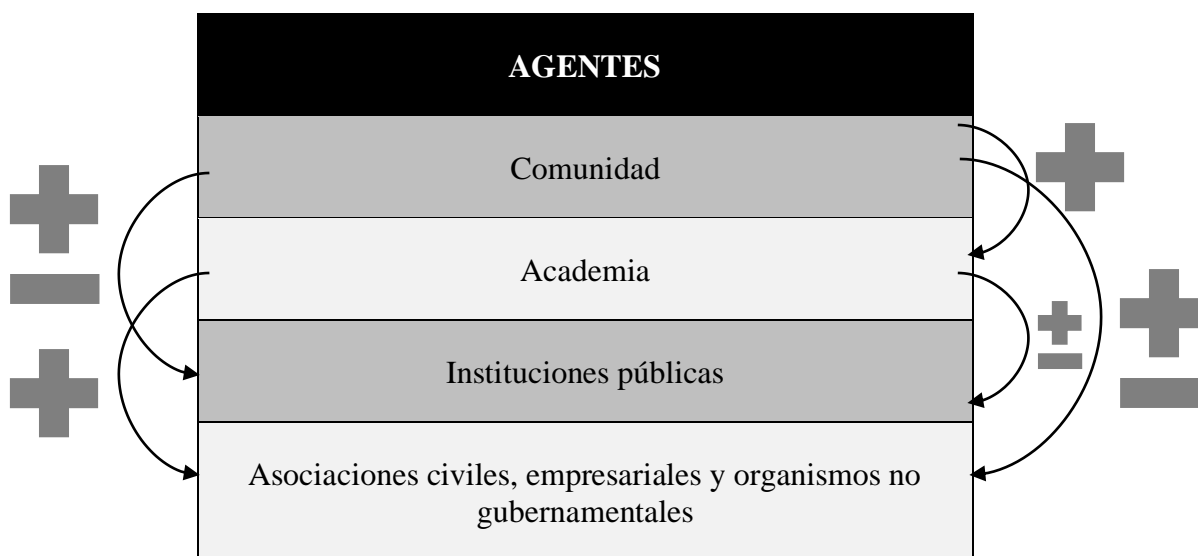 AGENTES
Comunidad
Academia
Instituciones públicas
Asociaciones civiles, empresariales y organismos no
gubernamentales